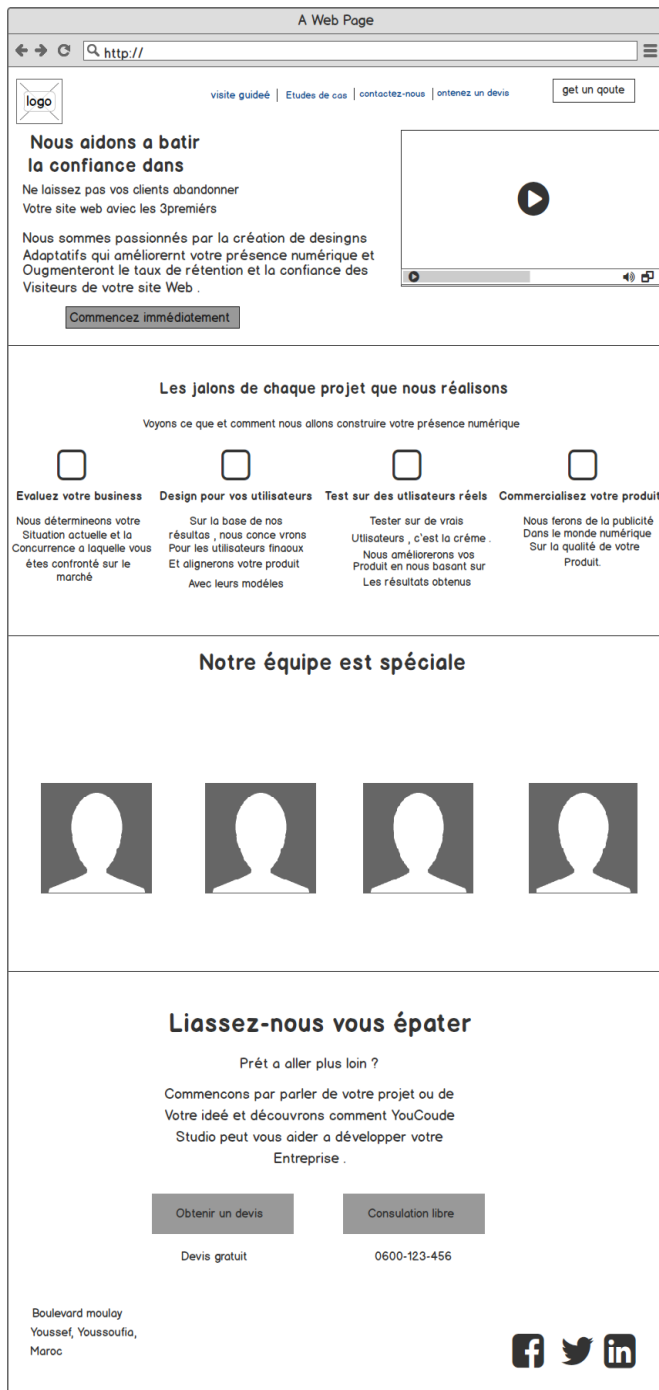 A Web Page
http://
logo
visite guideé | Etudes de cas | contactez-nous | ontenez un devis
get un qoute
Nous aidons a batir
la confiance dans
Ne laissez pas vos clients abandonner
Votre site web aviec les 3premiérs
Nous sommes passionnés par la création de desingns
Adaptatifs qui améliorernt votre présence numérique et
Ougmenteront le taux de rétention et la confiance des
Visiteurs de votre site Web .
Commencez immédiatement
Les jalons de chaque projet que nous réalisons
Voyons ce que et comment nous allons construire votre présence numérique
Evaluez votre business
Nous détermineons votre
Situation actuelle et la
Concurrence a laquelle vous
étes confronté sur le
marché
Design pour vos utilisateurs
Sur la base de nos
résultas , nous conce vrons
Pour les utilisateurs finaoux
Et alignerons votre produit
Avec leurs modéles
Test sur des utlisateurs réels
Tester sur de vrais
Utlisateurs , c'est la créme .
Nous améliorerons vos
Produit en nous basant sur
Les résultats obtenus
Commercialisez votre produit
Nous ferons de la publicité
Dans le monde numérique
Sur la qualité de votre
Produit.
Notre équipe est spéciale
Liassez-nous vous épater
Prét a aller plus loin ?
Commencons par parler de votre projet ou de
Votre ideé et découvrons comment YouCoude
Studio peut vous aider a développer votre
Entreprise .
Obtenir un devis
Devis gratuit
Consulation libre
0600-123-456
Boulevard moulay
Youssef, Youssoufia,
Maroc